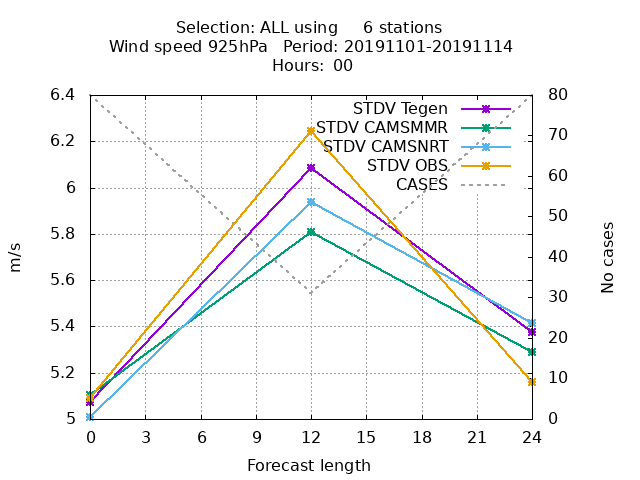 Selection: ALL using     6 stations
Wind speed 925hPa   Period: 20191101-20191114
Hours:  00
6.4
6.2
6
5.8
5.6
5.4
5.2
5
m/s
STDV Tegen
STDV CAMSMMR
STDV CAMSNRT
STDV OBS
CASES
80
70
60
50
40
30
20
10
0
No cases
0 3 6 9 12 15 18 21 24
Forecast length